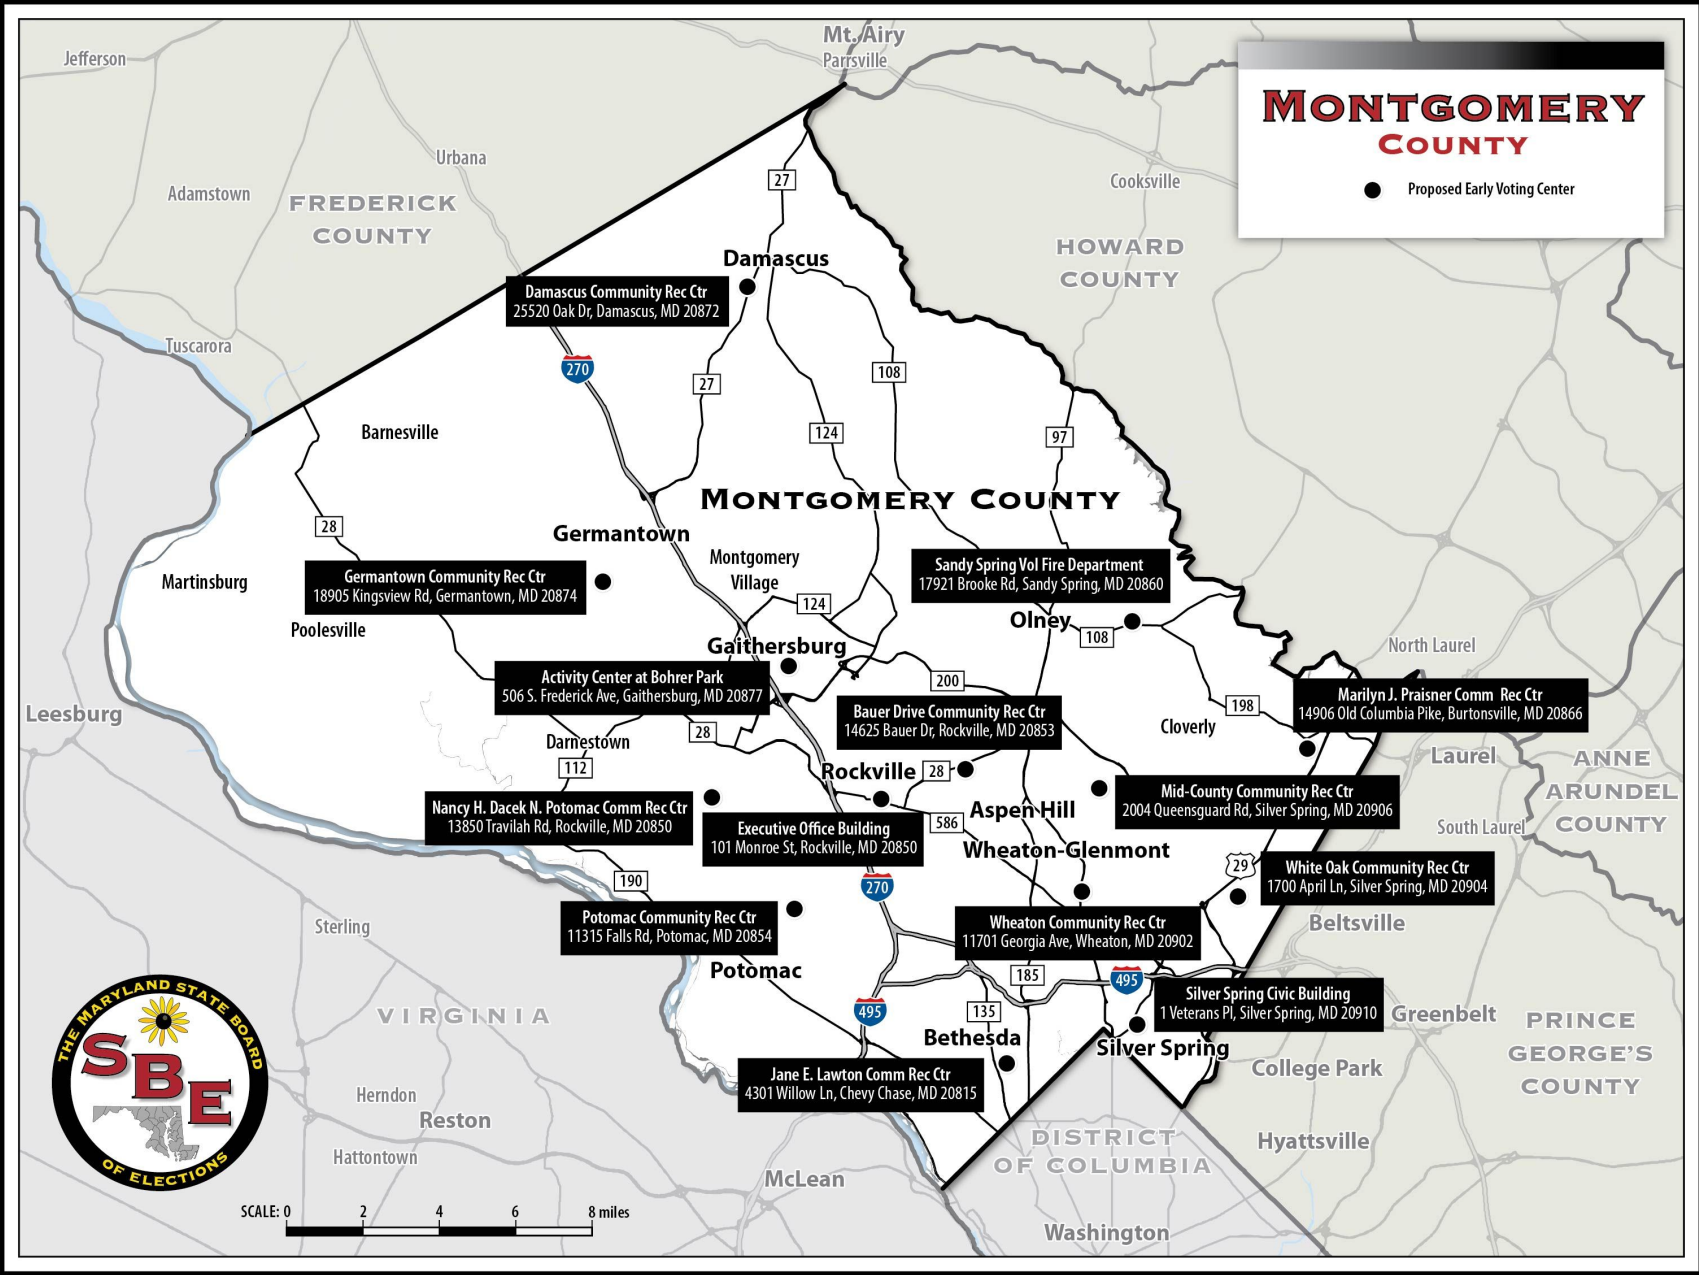 Mt. Airy
Parrsville
Jefferson
MONTGOMERY
COUNTY
Proposed Early Voting Center
Urbana
Adamstown
FREDERICK
COUNTY
27
Cooksville
HOWARD
COUNTY
Damascus
Damascus Community Rec Ctr
25520 Oak Dr, Damascus, MD 20872
Tuscarora
270
27
108
Barnesville
124
97
MONTGOMERY COUNTY
28
Germantown
Montgomery
Village
Sandy Spring Vol Fire Department
17921 Brooke Rd, Sandy Spring, MD 20860
Martinsburg
Germantown Community Rec Ctr
18905 Kingsview Rd, Germantown, MD 20874
124
Poolesville
Olney
108
Gaithersburg
North Laurel
Activity Center at Bohrer Park
506 S. Frederick Ave, Gaithersburg, MD 20877
200
Marilyn J. Praisner Comm Rec Ctr
14906 Old Columbia Pike, Burtonsville, MD 20866
Leesburg
Bauer Drive Community Rec Ctr
14625 Bauer Dr, Rockville, MD 20853
198
Cloverly
28
Darnestown
Laurel
ANNE
ARUNDEL
COUNTY
112
Rockville
28
Nancy H. Dacek N. Potomac Comm Rec Ctr
13850 Travilah Rd, Rockville, MD 20850
Aspen Hill
Mid-County Community Rec Ctr
2004 Queensguard Rd, Silver Spring, MD 20906
South Laurel
Executive Office Building
101 Monroe St, Rockville, MD 20850
586
Wheaton-Glenmont
29
White Oak Community Rec Ctr
1700 April Ln, Silver Spring, MD 20904
190
270
Sterling
Potomac Community Rec Ctr
11315 Falls Rd, Potomac, MD 20854
Wheaton Community Rec Ctr
11701 Georgia Ave, Wheaton, MD 20902
Beltsville
Potomac
185
495
Silver Spring Civic Building
1 Veterans Pl, Silver Spring, MD 20910
VIRGINIA
495
135
Greenbelt
PRINCE
GEORGE'S
COUNTY
Bethesda
Silver Spring
College Park
Jane E. Lawton Comm Rec Ctr
4301 Willow Ln, Chevy Chase, MD 20815
THE MARYLAND STATE BOARD
SBE
OF ELECTIONS
Herndon
Reston
DISTRICT
OF COLUMBIA
Hyattsville
Hattontown
McLean
SCALE: 0 2 4 6 8 miles
Washington